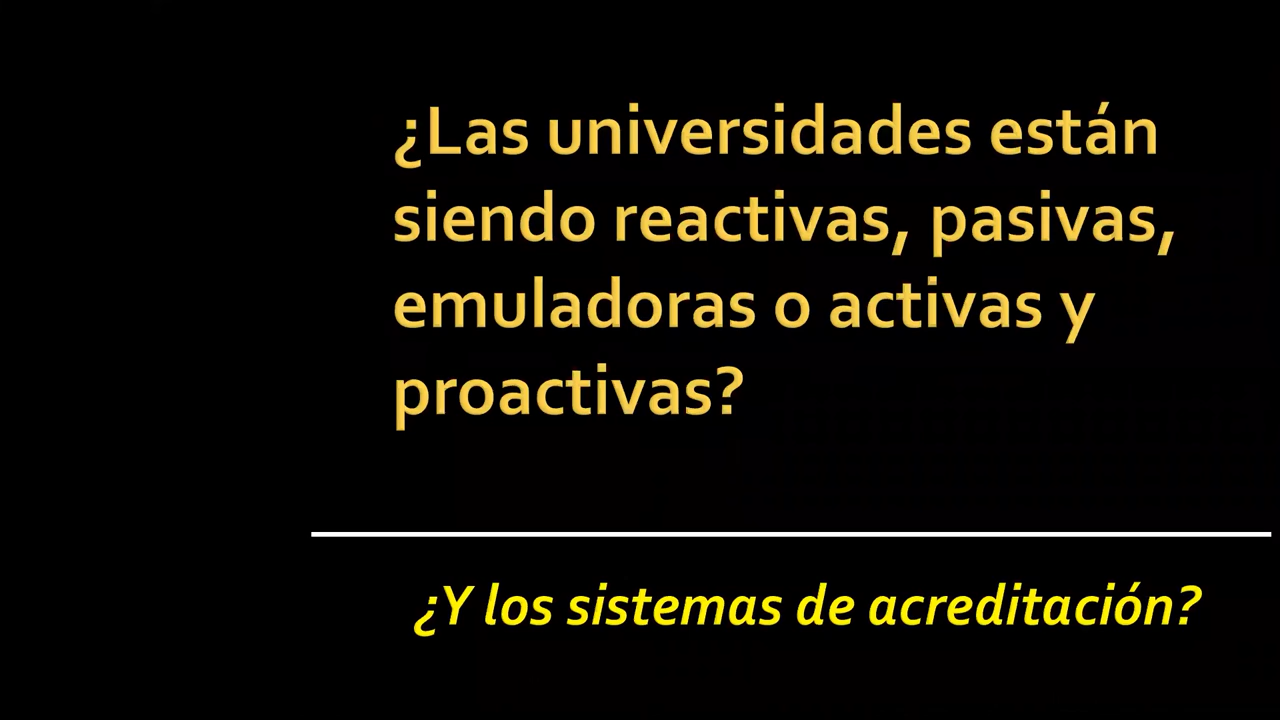 ¿Las universidades están
siendo reactivas, pasivas,
emuladoras o activas y
proactivas?
¿Y los sistemas de acreditación?